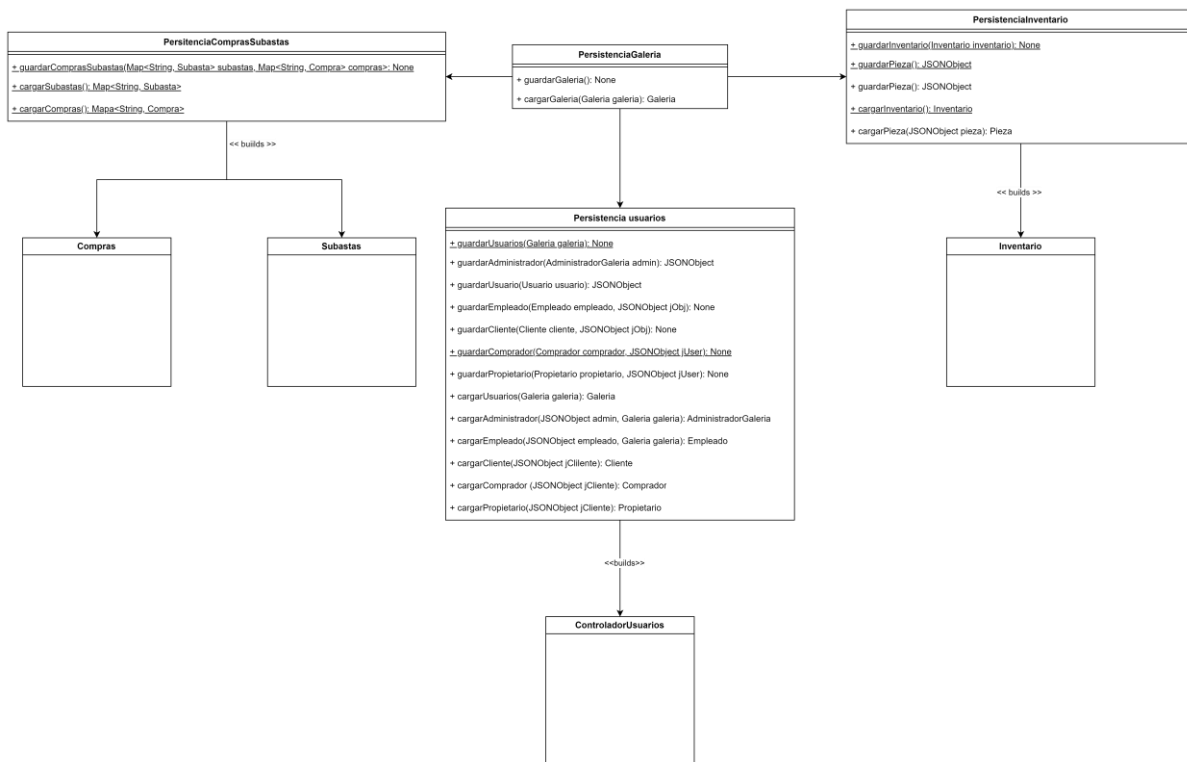 PersitenciaComprasSubastas
+ guardarComprasSubastas(Map<String, Subasta> subastas, Map<String, Compra> compras>: None
+ cargarSubastas(): Map<String, Subasta>
+ cargarCompras(): Mapa<String, Compra>
PersistenciaGaleria
+ guardarGaleria(): None
+ cargarGaleria(Galeria galeria): Galeria
PersistenciaInventario
+ guardarInventario(Inventario inventario): None
+ guardarPieza(): JSONObject
guardarPieza(): JSONObject
+ cargarInventario(): Inventario
+ cargarPieza(JSONObject pieza): Pieza
<< buiilds >>
<< builds >>
Compras
Subastas
Persistencia usuarios
+ guardarUsuarios(Galeria galeria): None
+ guardarAdministrador(AdministradorGaleria admin): JSONObject
+ guardarUsuario(Usuario usuario): JSONObject
+ guardarEmpleado(Empleado empleado, JSONObject jObj): None
+ guardarCliente(Cliente cliente, JSONObject jObj): None
+ guardarComprador(Comprador comprador, JSONObject jUser): None
+ guardarPropietario(Propietario propietario, JSONObject jUser): None
+ cargarUsuarios(Galeria galeria): Galeria
+ cargarAdministrador(JSONObject admin, Galeria galeria): AdministradorGaleria
+ cargarEmpleado(JSONObject empleado, Galeria galeria): Empleado
+ cargarCliente(JSONObject jClilente): Cliente
+ cargarComprador (JSONObject jCliente): Comprador
+ cargarPropietario(JSONObject jCliente): Propietario
Inventario
<<builds>>
ControladorUsuarios